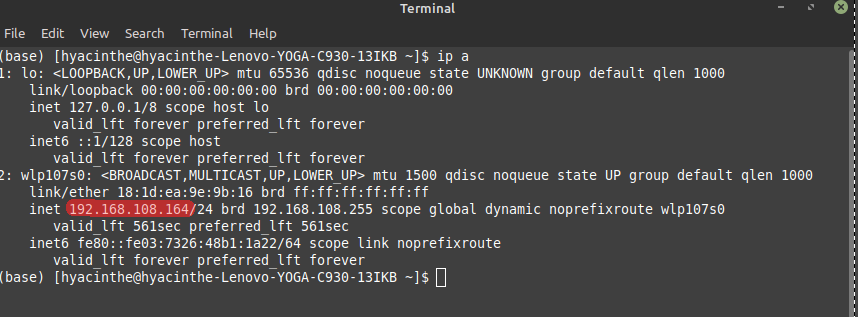 Terminal
File Edit View Search Terminal Help
(base) [hyacinthe@hyacinthe-Lenovo-YOGA-C930-13IKB ~]$ ip a
1: lo: <LOOPBACK,UP,LOWER_UP> mtu 65536 qdisc noqueue state UNKNOWN group default qlen 1000
    link/loopback 00:00:00:00:00:00 brd 00:00:00:00:00:00
    inet 127.0.0.1/8 scope host lo
       valid_lft forever preferred_lft forever
    inet6 ::1/128 scope host
       valid_lft forever preferred_lft forever
2: wlp107s0: <BROADCAST,MULTICAST,UP,LOWER_UP> mtu 1500 qdisc noqueue state UP group default qlen 1000
    link/ether 18:1d:ea:9e:9b:16 brd ff:ff:ff:ff:ff:ff
    inet 192.168.108.164/24 brd 192.168.108.255 scope global dynamic noprefixroute wlp107s0
       valid_lft 561sec preferred_lft 561sec
    inet6 fe80::fe03:7326:48b1:1a22/64 scope link noprefixroute
       valid_lft forever preferred_lft forever
(base) [hyacinthe@hyacinthe-Lenovo-YOGA-C930-13IKB ~]$